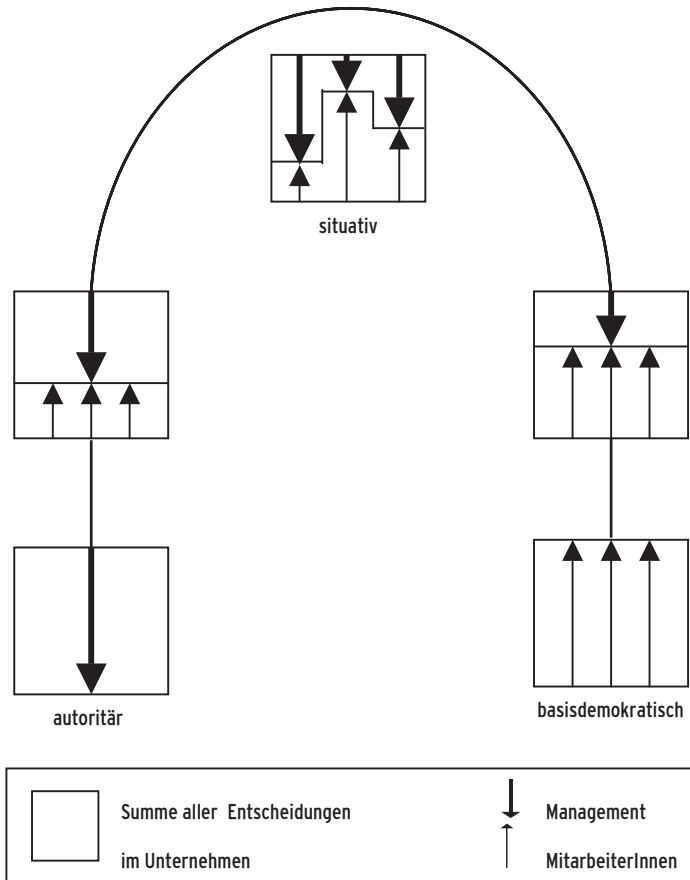 situativ
autoritär
basisdemokratisch
Summe aller Entscheidungen
im Unternehmen
Management
MitarbeiterInnen